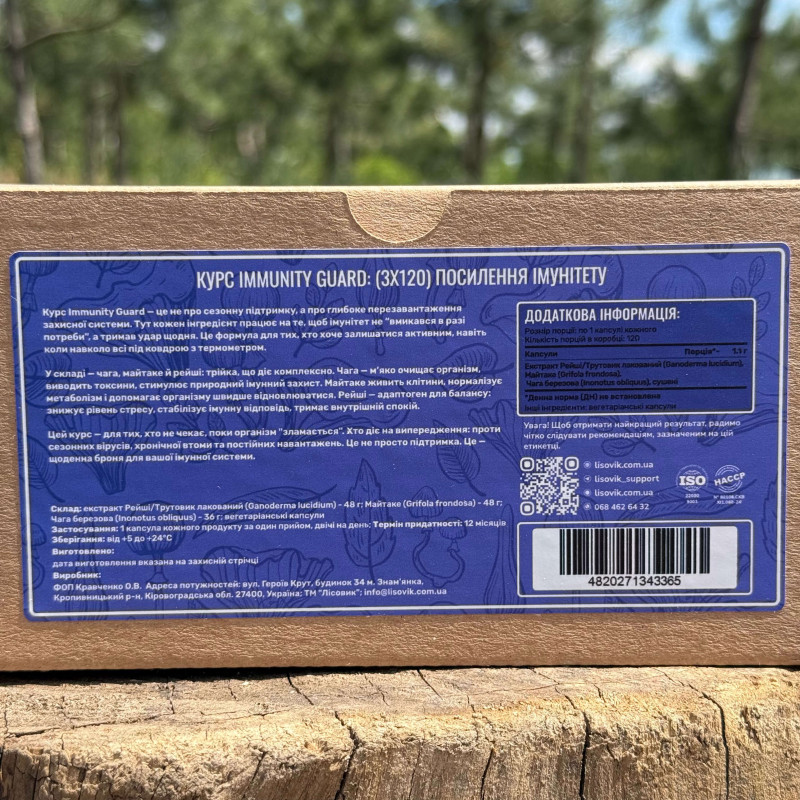 КУРС IMMUNITY GUARD: (3X120) ПОСИЛЕННЯ ІМУНІТЕТУ
Курс Immunity Guard – це не про сезонну підтримку, а про глибоке перезавантаження
захисної системи. Тут кожен інгредієнт працює на те, щоб імунітет не "вмикався в разі
потреби", а тримав удар щодня. Це формула для тих, хто хоче залишатися активним, навіть
коли навколо всі під ковдрою з термометром.
У складі – чага, майтаке й рейші: трійка, що діє комплексно. Чага – м'яко очищає організм,
виводить токсини, стимулює природний імунний захист. Майтаке живить клітини, нормалізує
метаболізм і допомагає організму швидше відновлюватися. Рейші – адаптоген для балансу:
знижує рівень стресу, стабілізує імунну відповідь, тримає внутрішній спокій.
Цей курс – для тих, хто не чекає, поки організм "зламається". Хто діє на випередження: проти
сезонних вірусів, хронічної втоми та постійних навантажень. Це не просто підтримка. Це –
щоденна броня для вашої імунної системи.
Склад: екстракт Рейші/Трутовик лакований (Ganoderma lucidium) - 48 г; Майтаке (Grifola frondosa) - 48 г;
Чага березова (Inonotus obliquus) - 36 г; вегетаріанські капсули
Застосування: 1 капсула кожного продукту за один прийом, двічі на день; Термін придатності: 12 місяців
Зберігання: від +5 до +24°C
Виготовлено:
дата виготовлення вказана на захисній стрічці
Виробник:
ФОП Кравченко О.В. Адреса потужностей: вул. Героїв Крут, будинок 34 м. Знам'янка,
Кропивницький р-н, Кіровоградська обл. 27400, Україна: ТМ "Лісовик" info@lisovik.com.ua
ДОДАТКОВА ІНФОРМАЦІЯ:
Розмір порції: по 1 капсулі кожного
Кількість порцій в коробці: 120
Капсули Порція*- 1.1 г
Екстракт Рейші/Трутовик лакований (Ganoderma lucidium),
Майтаке (Grifola frondosa),
Чага березова (Inonotus obliquus), сушені
*Денна норма (ДН) не встановлена
Інші інгредієнти: вегетаріанські капсули
Увага! Щоб отримати найкращий результат, радимо
чітко слідувати рекомендаціям, зазначеним на цій
етикетці.
lisovik.com.ua
lisovik_support
lisovik.com.ua
068 462 64 32
ISO
22000
9001
HACCP
4820271343365